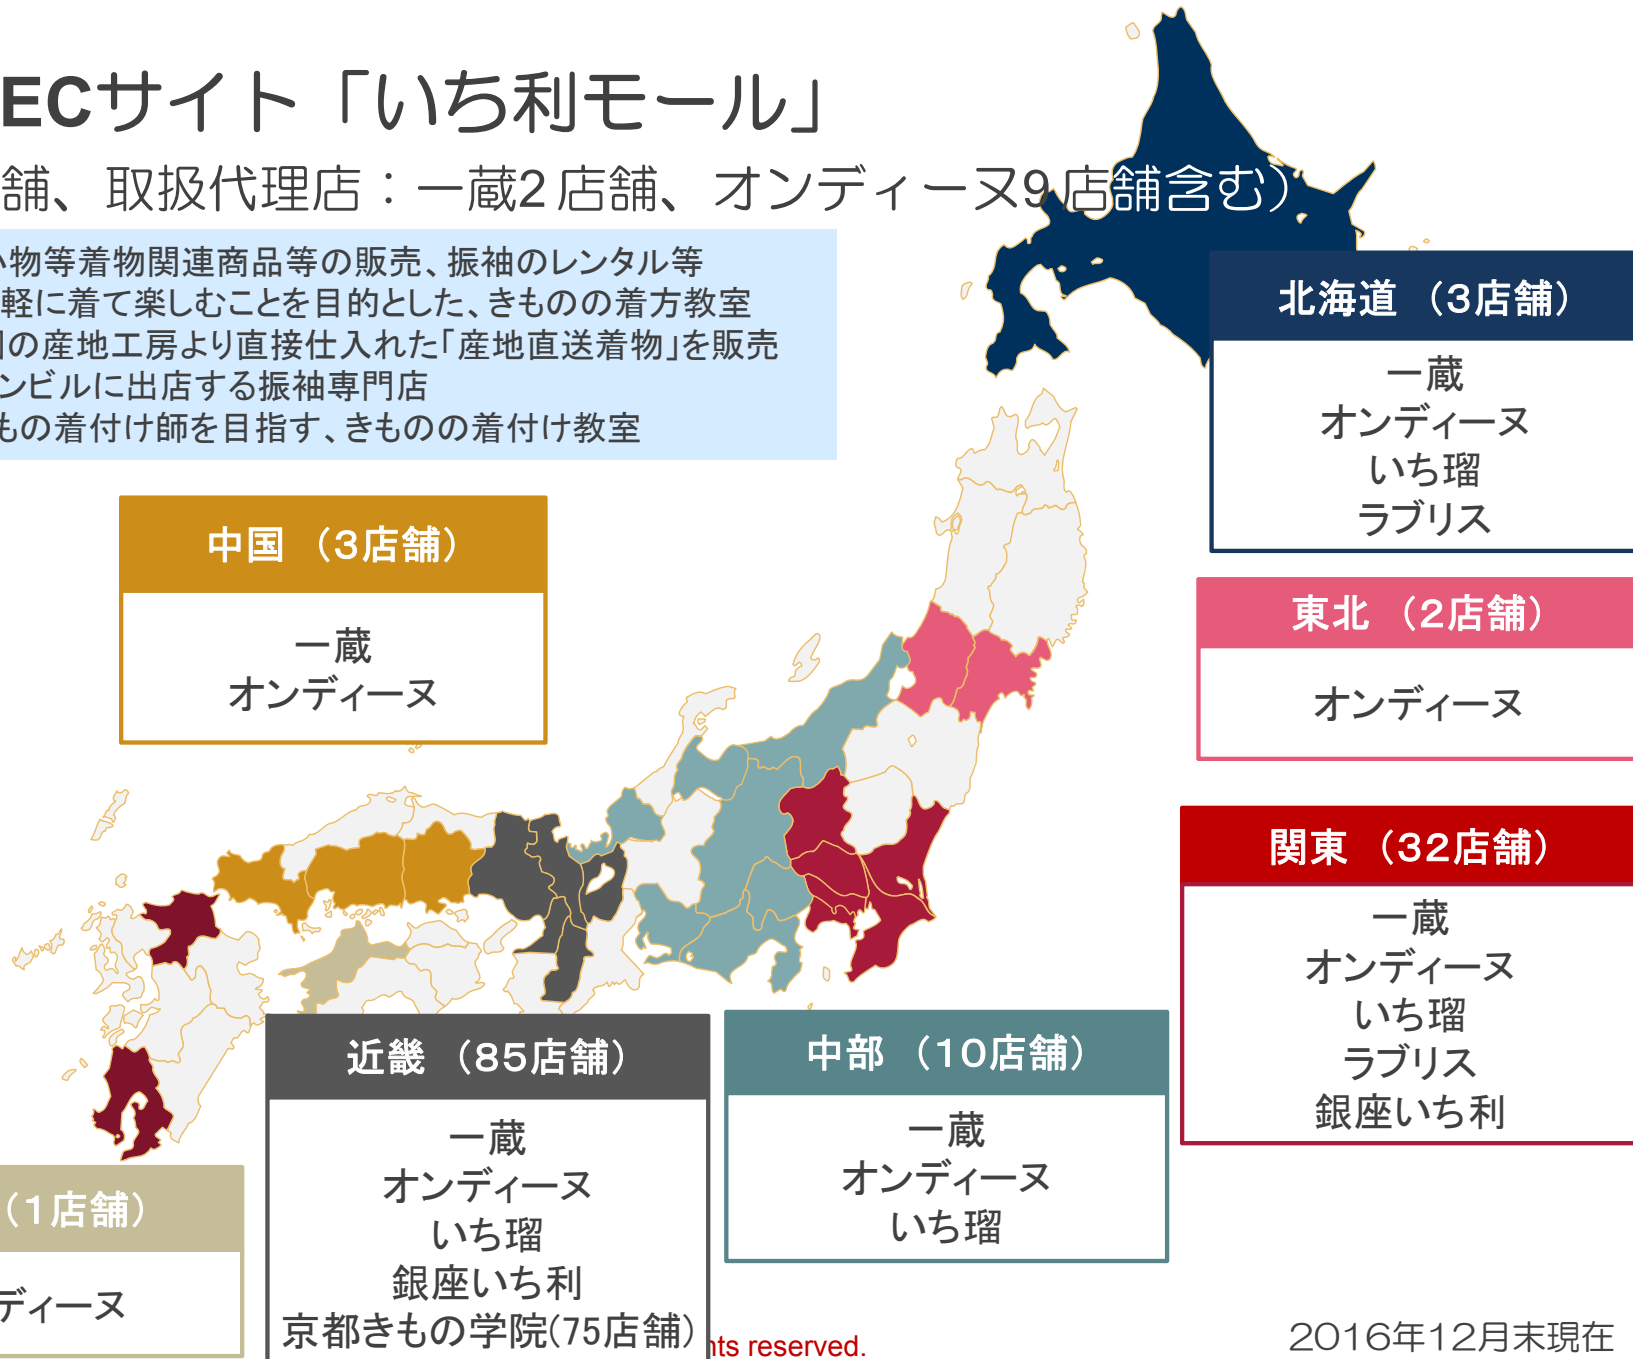 ECサイト「いち利モール」
舗、取扱代理店：一蔵2店舗、オンディーヌ9店舗含む）
小物等着物関連商品等の販売、振袖のレンタル等
軽に着て楽しむことを目的とした、きものの着方教室
の産地工房より直接仕入れた「産地直送着物」を販売
ンビルに出店する振袖専門店
もの着付け師を目指す、きものの着付け教室
北海道（3店舗）
一蔵
オンディーヌ
いち瑠
ラブリス
中国（3店舗）
一蔵
オンディーヌ
東北（2店舗）
オンディーヌ
関東（32店舗）
一蔵
オンディーヌ
いち瑠
ラブリス
銀座いち利
近畿（85店舗）
一蔵
オンディーヌ
いち瑠
銀座いち利
京都きもの学院(75店舗)
中部（10店舗）
一蔵
オンディーヌ
いち瑠
（1店舗）
ディーヌ
hts reserved.
2016年12月末現在